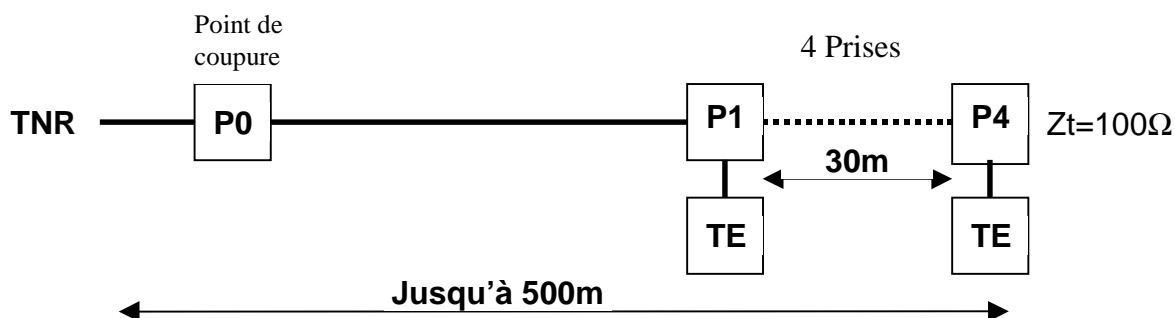 Point de
coupure
4 Prises
TNR
P0
P1
P4
Zt=100Ω
30m
TE
TE
Jusqu'à 500m